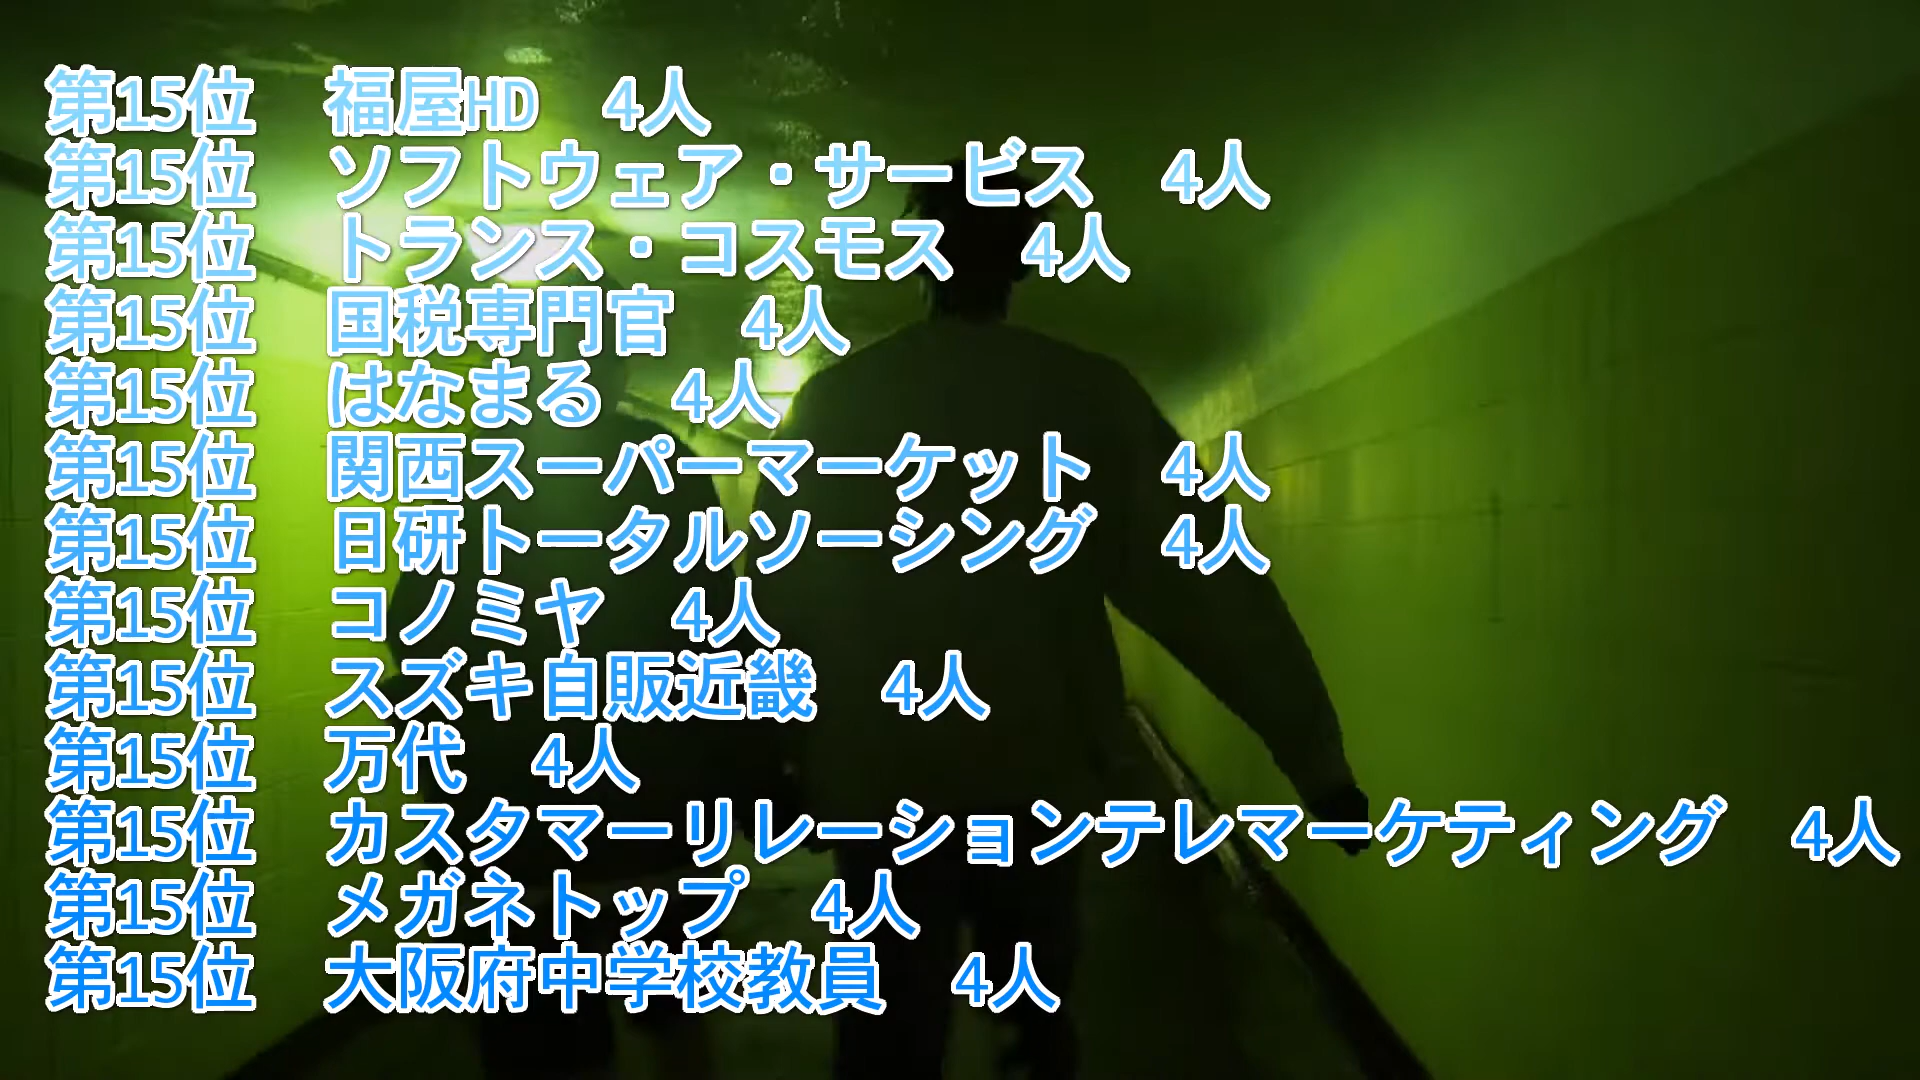 第15位　福屋HD　4人
第15位　ソフトウェア・サービス　4人
第15位　トランス・コスモス　4人
第15位　国税専門官　4人
第15位　はなまる　4人
第15位　関西スーパーマーケット　4人
第15位　日研トータルソーシング　4人
第15位　コノミヤ　4人
第15位　スズキ自販近畿　4人
第15位　万代　4人
第15位　カスタマーリレーションテレマーケティング　4人
第15位　メガネトップ　4人
第15位　大阪府中学校教員　4人